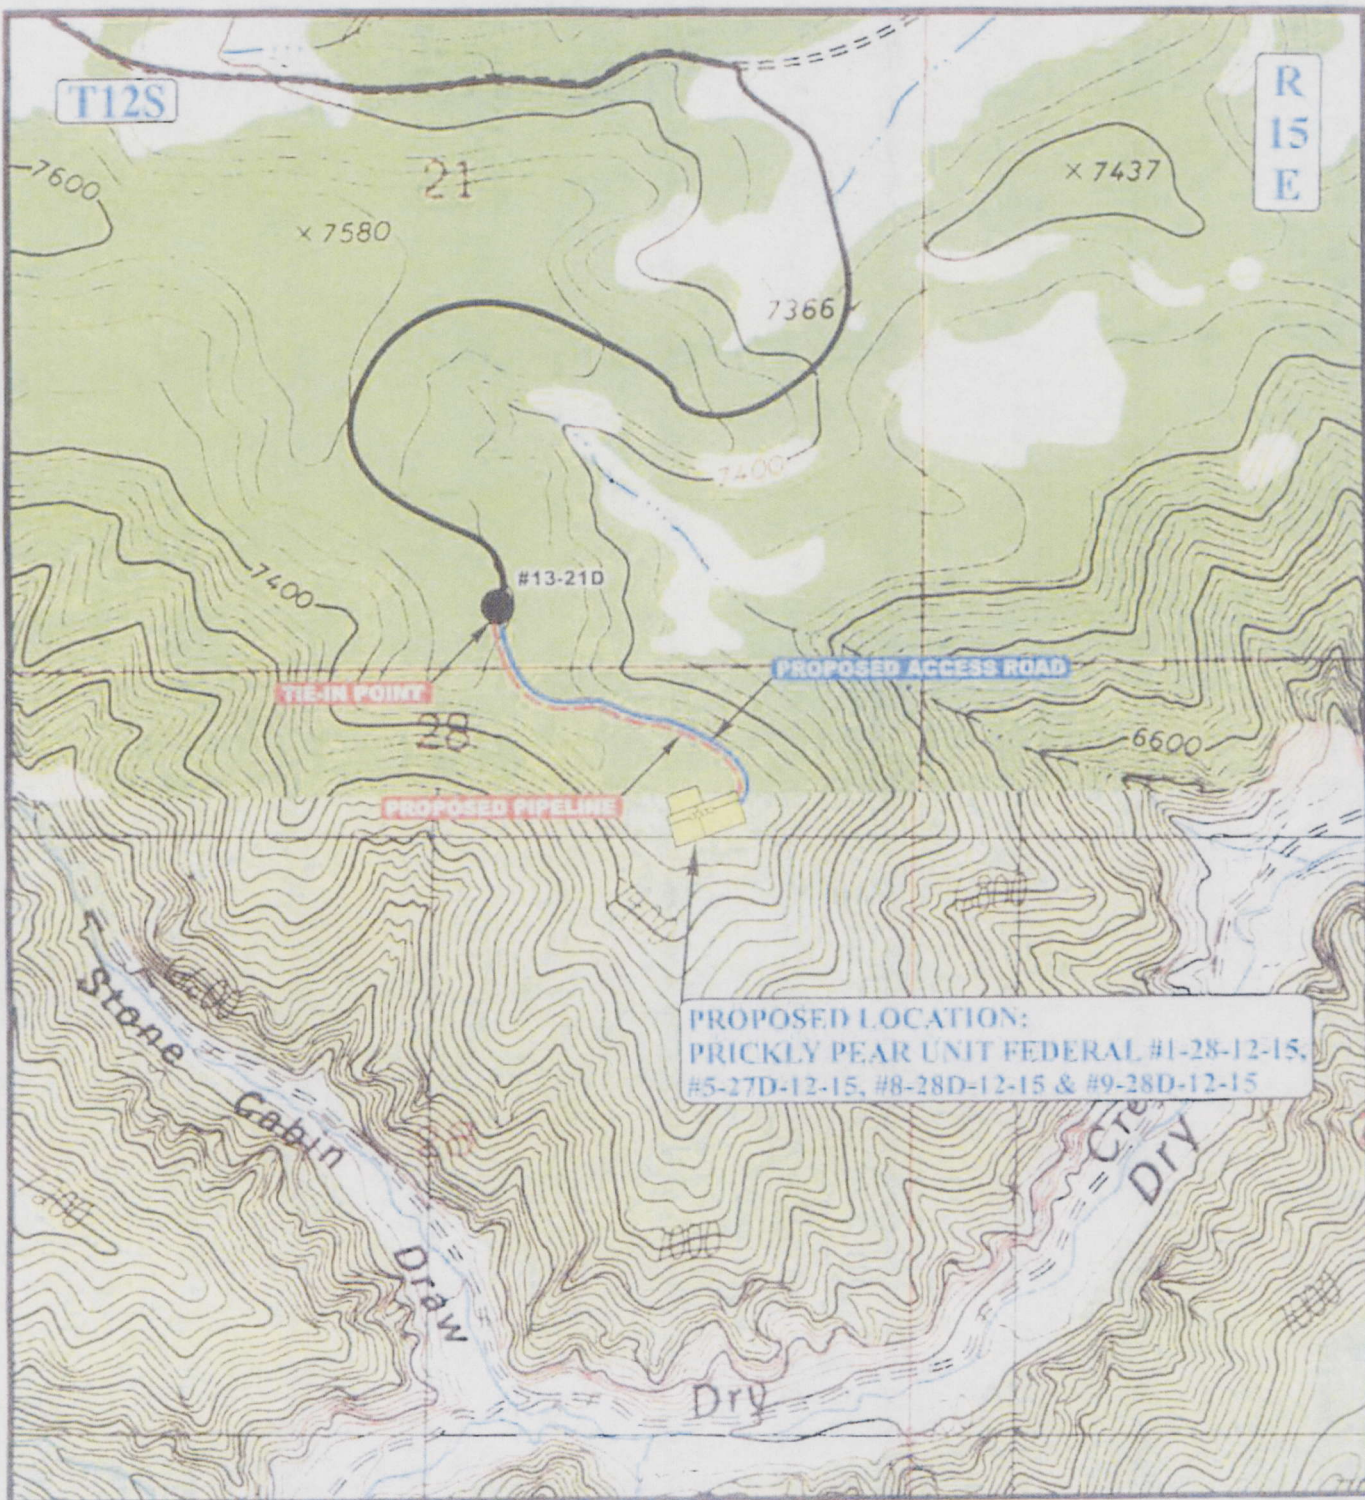 T12S
R
15
E
7600
21
× 7437
× 7580
7366
7400
7400
#13-21D
PROPOSED ACCESS ROAD
TIE-IN POINT
28
6600
PROPOSED PIPELINE
6800
Stone
Cabin
Draw
PROPOSED LOCATION:
PRICKLY PEAR UNIT FEDERAL #1-28-12-15,
#5-27D-12-15, #8-28D-12-15 & #9-28D-12-15
Dry
7000
7000
Dry